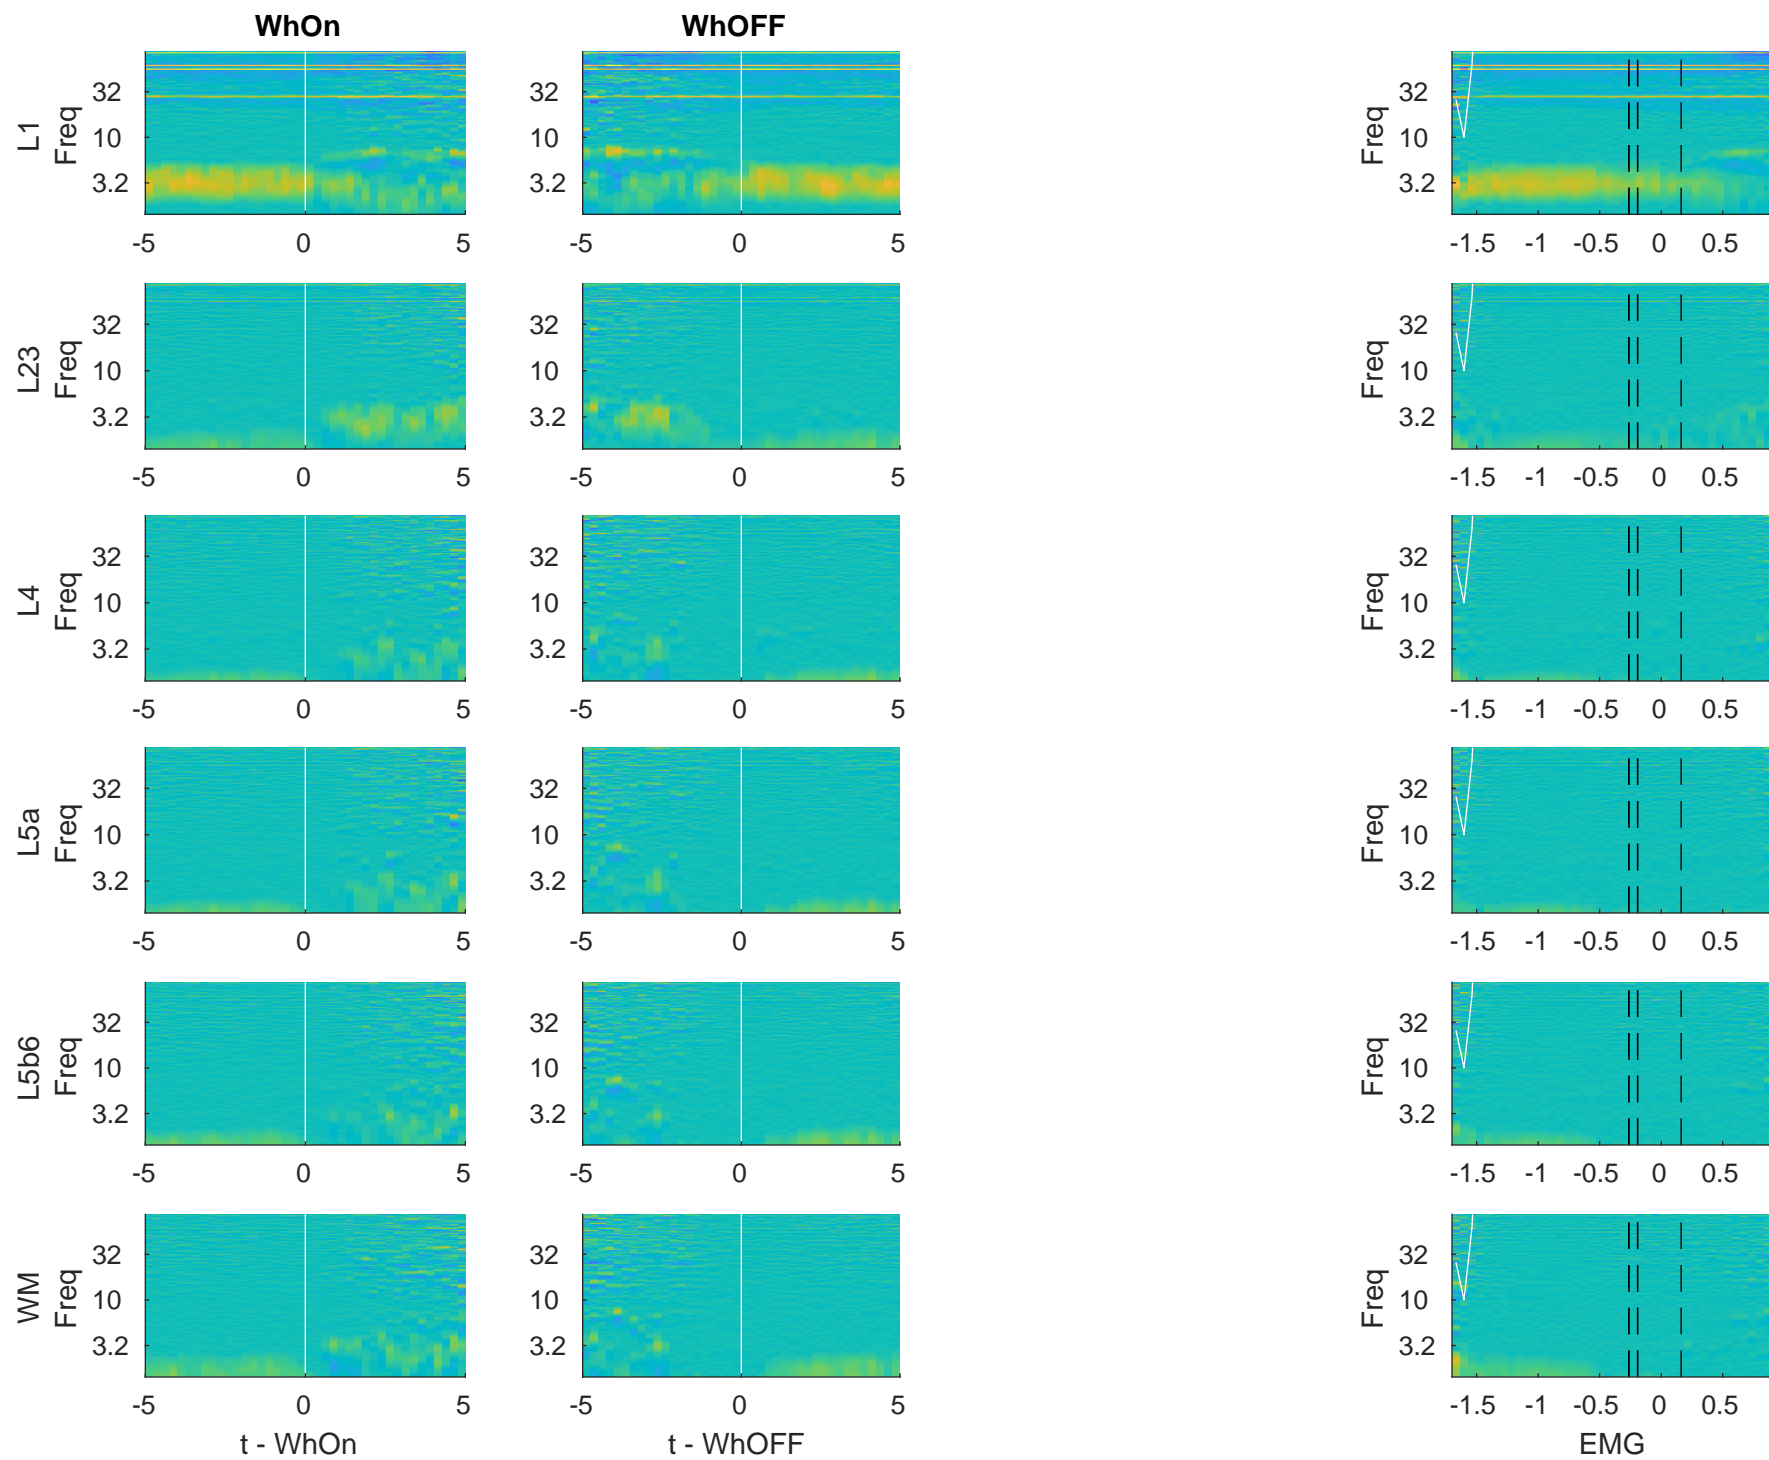 WhOn WhOFF
L1 Freq 32 10 3.2 32 10 3.2 Freq 32 10 3.2
-5 0 5 -5 0 5 -1.5 -1 -0.5 0 0.5
L23 Freq 32 10 3.2 32 10 3.2 Freq 32 10 3.2
-5 0 5 -5 0 5 -1.5 -1 -0.5 0 0.5
L4 Freq 32 10 3.2 32 10 3.2 Freq 32 10 3.2
-5 0 5 -5 0 5 -1.5 -1 -0.5 0 0.5
L5a Freq 32 10 3.2 32 10 3.2 Freq 32 10 3.2
-5 0 5 -5 0 5 -1.5 -1 -0.5 0 0.5
L5b6 Freq 32 10 3.2 32 10 3.2 Freq 32 10 3.2
-5 0 5 -5 0 5 -1.5 -1 -0.5 0 0.5
WM Freq 32 10 3.2 32 10 3.2 Freq 32 10 3.2
-5 0 5 -5 0 5 -1.5 -1 -0.5 0 0.5
t - WhOn t - WhOFF EMG